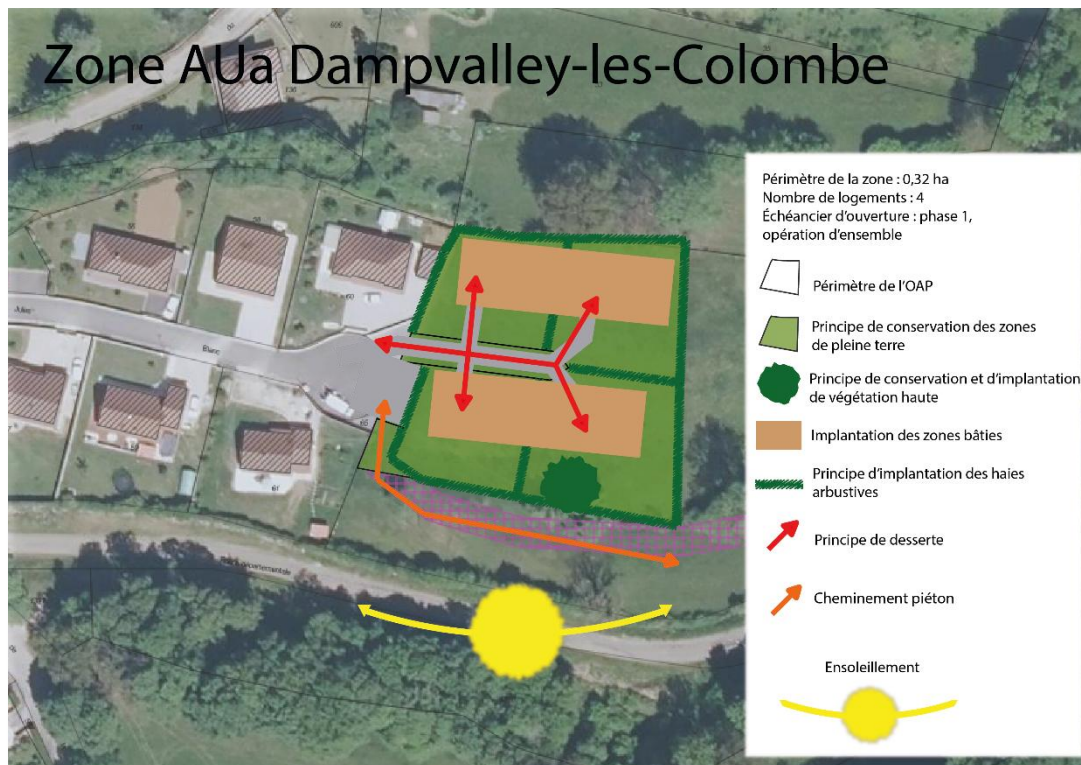 Zone AUa Dampvalley-les-Colombe
Périmètre de la zone : 0,32 ha
Nombre de logements : 4
Échéancier d'ouverture : phase 1,
opération d'ensemble
Périmètre de l'OAP
Principe de conservation des zones
de pleine terre
Principe de conservation et d'implantation
de végétation haute
Implantation des zones bâties
Principe d'implantation des haies
arbustives
Principe de desserte
Cheminement piéton
Ensoleillement
60
61